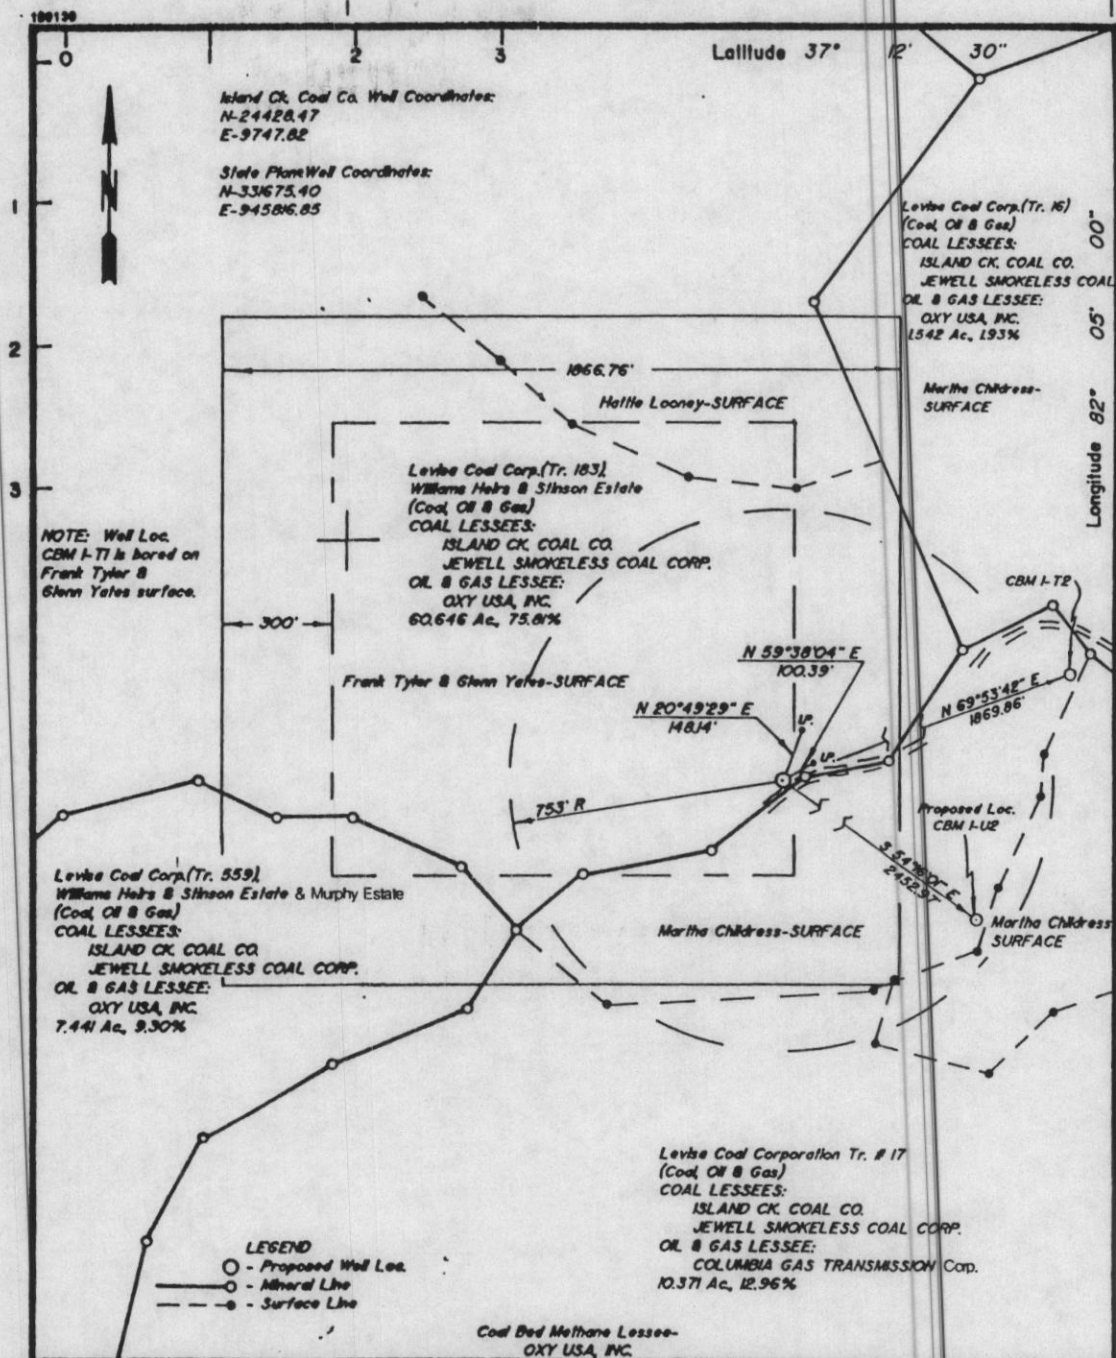 0 1 2 3
Latitude 37° 12' 30"
Island Ck. Coal Co. Well Coordinates:
N-24428.47
E-9747.82
State Plane Well Coordinates:
N-331675.40
E-945816.85
1
2
3
Levisa Coal Corp.(Tr. 16)
(Coal, Oil & Gas)
COAL LESSEES:
ISLAND CK. COAL CO.
JEWELL SMOKELESS COAL
OIL & GAS LESSEE:
OXY USA, INC.
1.542 Ac., 1.93%
Longitude 82° 05' 00"
1866.76'
Hattie Looney-SURFACE
Martha Childress-
SURFACE
Levisa Coal Corp.(Tr. 183),
Williams Heirs & Stinson Estate
(Coal, Oil & Gas)
COAL LESSEES:
ISLAND CK. COAL CO.
JEWELL SMOKELESS COAL CORP.
OIL & GAS LESSEE:
OXY USA, INC.
60.646 Ac., 75.81%
NOTE: Well Loc.
CBM I-T1 is bored on
Frank Tyler &
Glenn Yates surface.
300'
CBM I-T2
N 59°38'04" E
100.39'
Frank Tyler & Glenn Yates-SURFACE
N 20°49'29" E
148.14'
N 69°53'42" E
1869.86'
U.P.
U.P.
753' R
Proposed Loc.
CBM I-U2
2452.97'
Levisa Coal Corp.(Tr. 559),
Williams Heirs & Stinson Estate & Murphy Estate
(Coal, Oil & Gas)
COAL LESSEES:
ISLAND CK. COAL CO.
JEWELL SMOKELESS COAL CORP.
OIL & GAS LESSEE:
OXY USA, INC.
7.441 Ac., 9.30%
Martha Childress-SURFACE
Martha Childress
SURFACE
Levisa Coal Corporation Tr. # 17
(Coal, Oil & Gas)
COAL LESSEES:
ISLAND CK. COAL CO.
JEWELL SMOKELESS COAL CORP.
OIL & GAS LESSEE:
COLUMBIA GAS TRANSMISSION Corp.
10.371 Ac., 12.96%
LEGEND
- Proposed Well Loc.
- Mineral Line
- Surface Line
Coal Bed Methane Lessee-
OXY USA, INC.